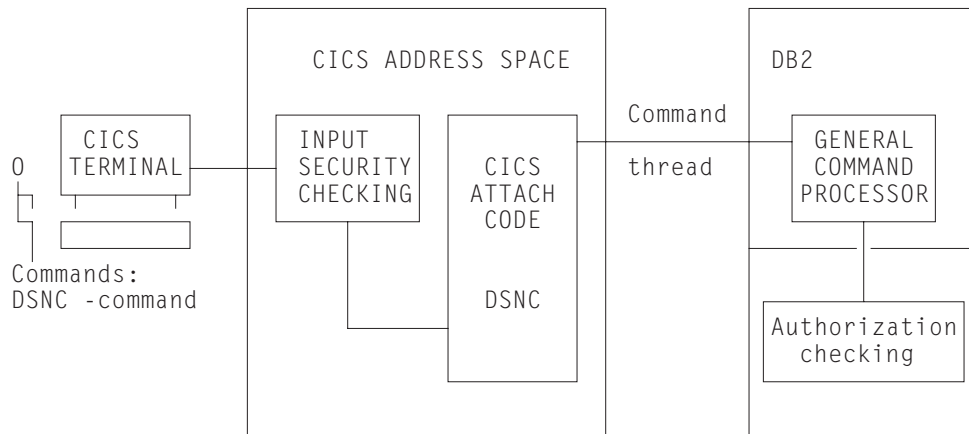 CICS ADDRESS SPACE
DB2
Command
thread
CICS
TERMINAL
INPUT
SECURITY
CHECKING
CICS
ATTACH
CODE
DSNC
GENERAL
COMMAND
PROCESSOR
O
Commands:
DSNC -command
Authorization
checking